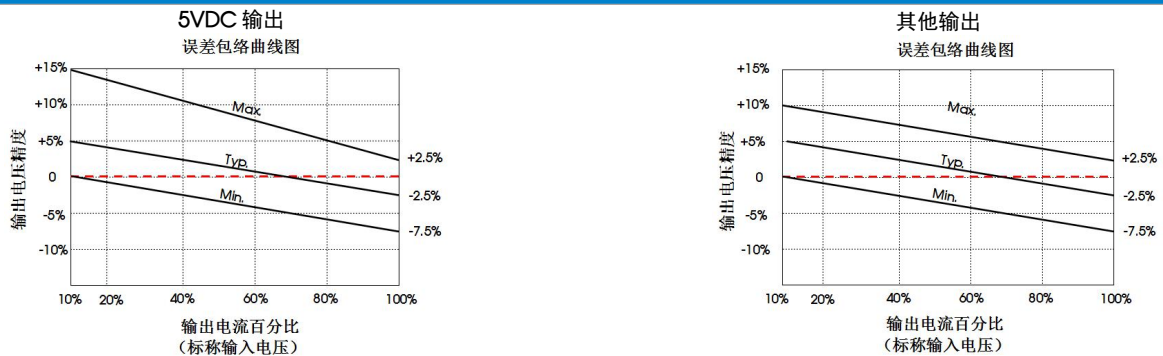 5VDC 输出
误差包络曲线图
+15%
+10%
+5%
0
-5%
-10%
输出电压精度
Max.
Typ.
Min.
+2.5%
-2.5%
-7.5%
10% 20% 40% 60% 80% 100%
输出电流百分比
（标称输入电压）
其他输出
误差包络曲线图
+15%
+10%
+5%
0
-5%
-10%
输出电压精度
Max.
Typ.
Min.
+2.5%
-2.5%
-7.5%
10% 20% 40% 60% 80% 100%
输出电流百分比
（标称输入电压）